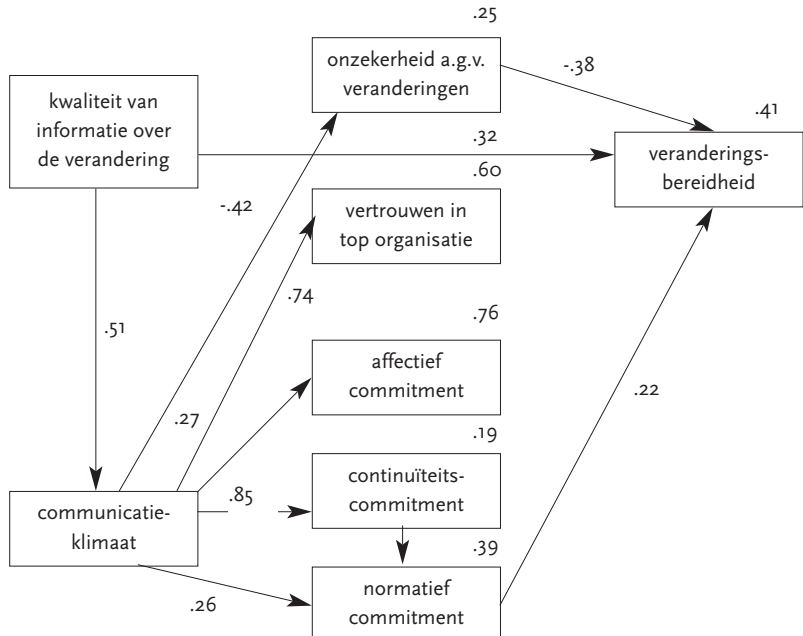 .25
onzekerheid a.g.v.
veranderingen
-.38
kwaliteit van
informatie over
de verandering
.41
.32
veranderings-
bereidheid
.60
-.42
vertrouwen in
top organisatie
.74
.51
.76
affectief
commitment
.22
.27
.19
continuïteits-
commitment
.85
communicatie-
klimaat
.39
normatief
commitment
.26